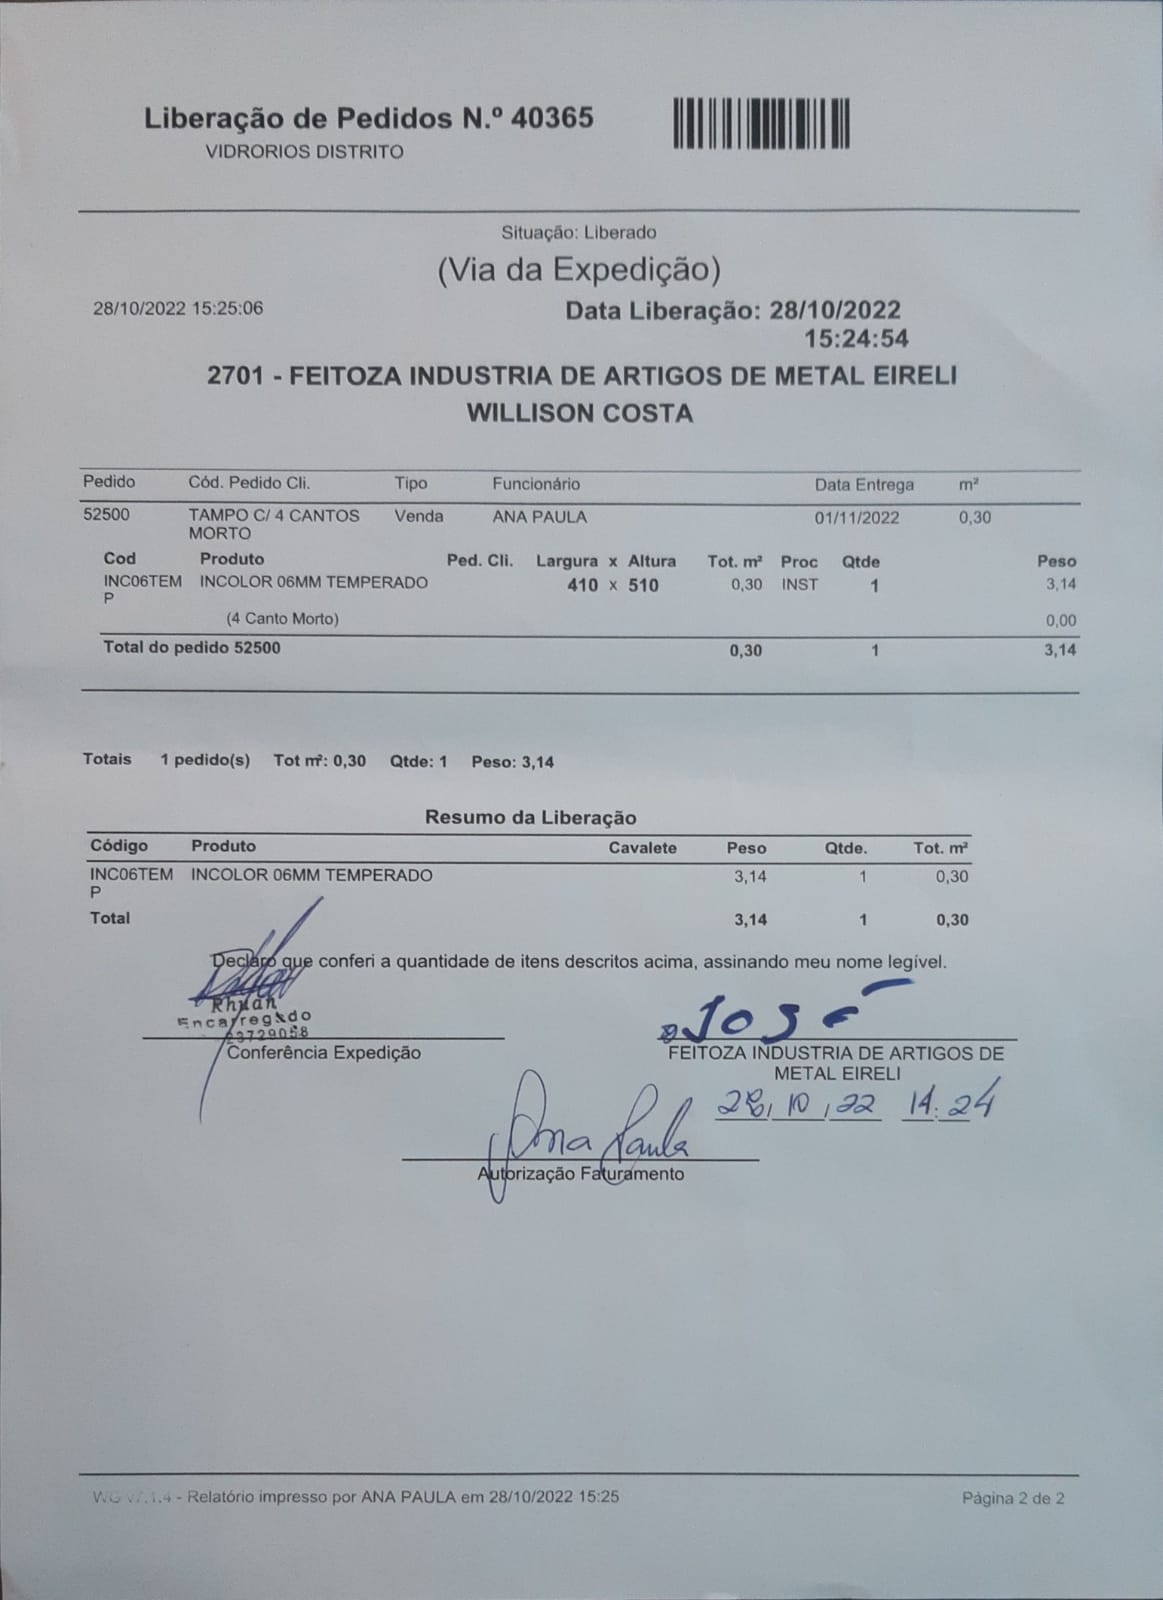 Liberação de Pedidos N.º 40365
VIDRORIOS DISTRITO
Situação: Liberado
(Via da Expedição)
28/10/2022 15:25:06 Data Liberação: 28/10/2022
15:24:54
2701 - FEITOZA INDUSTRIA DE ARTIGOS DE METAL EIRELI
WILLISON COSTA
Pedido Cód. Pedido Cli. Tipo Funcionário Data Entrega m²
52500 TAMPO C/ 4 CANTOS Venda ANA PAULA 01/11/2022 0,30
MORTO
Cod Produto Ped. Cli. Largura x Altura Tot. m² Proc Qtde Peso
INC06TEM INCOLOR 06MM TEMPERADO 410 x 510 0,30 INST 1 3,14
P
(4 Canto Morto) 0,00
Total do pedido 52500 0,30 1 3,14
Totais 1 pedido(s) Tot m²: 0,30 Qtde: 1 Peso: 3,14
Resumo da Liberação
Código Produto Cavalete Peso Qtde. Tot. m²
INC06TEM INCOLOR 06MM TEMPERADO 3,14 1 0,30
P
Total 3,14 1 0,30
Declaro que conferi a quantidade de itens descritos acima, assinando meu nome legível.
Rhuan
Encarregado
23729058
José
Conferência Expedição
FEITOZA INDUSTRIA DE ARTIGOS DE
METAL EIRELI
28/10/22 14:24
Ana Paula
Autorização Faturamento
WG v7.1.4 - Relatório impresso por ANA PAULA em 28/10/2022 15:25 Página 2 de 2